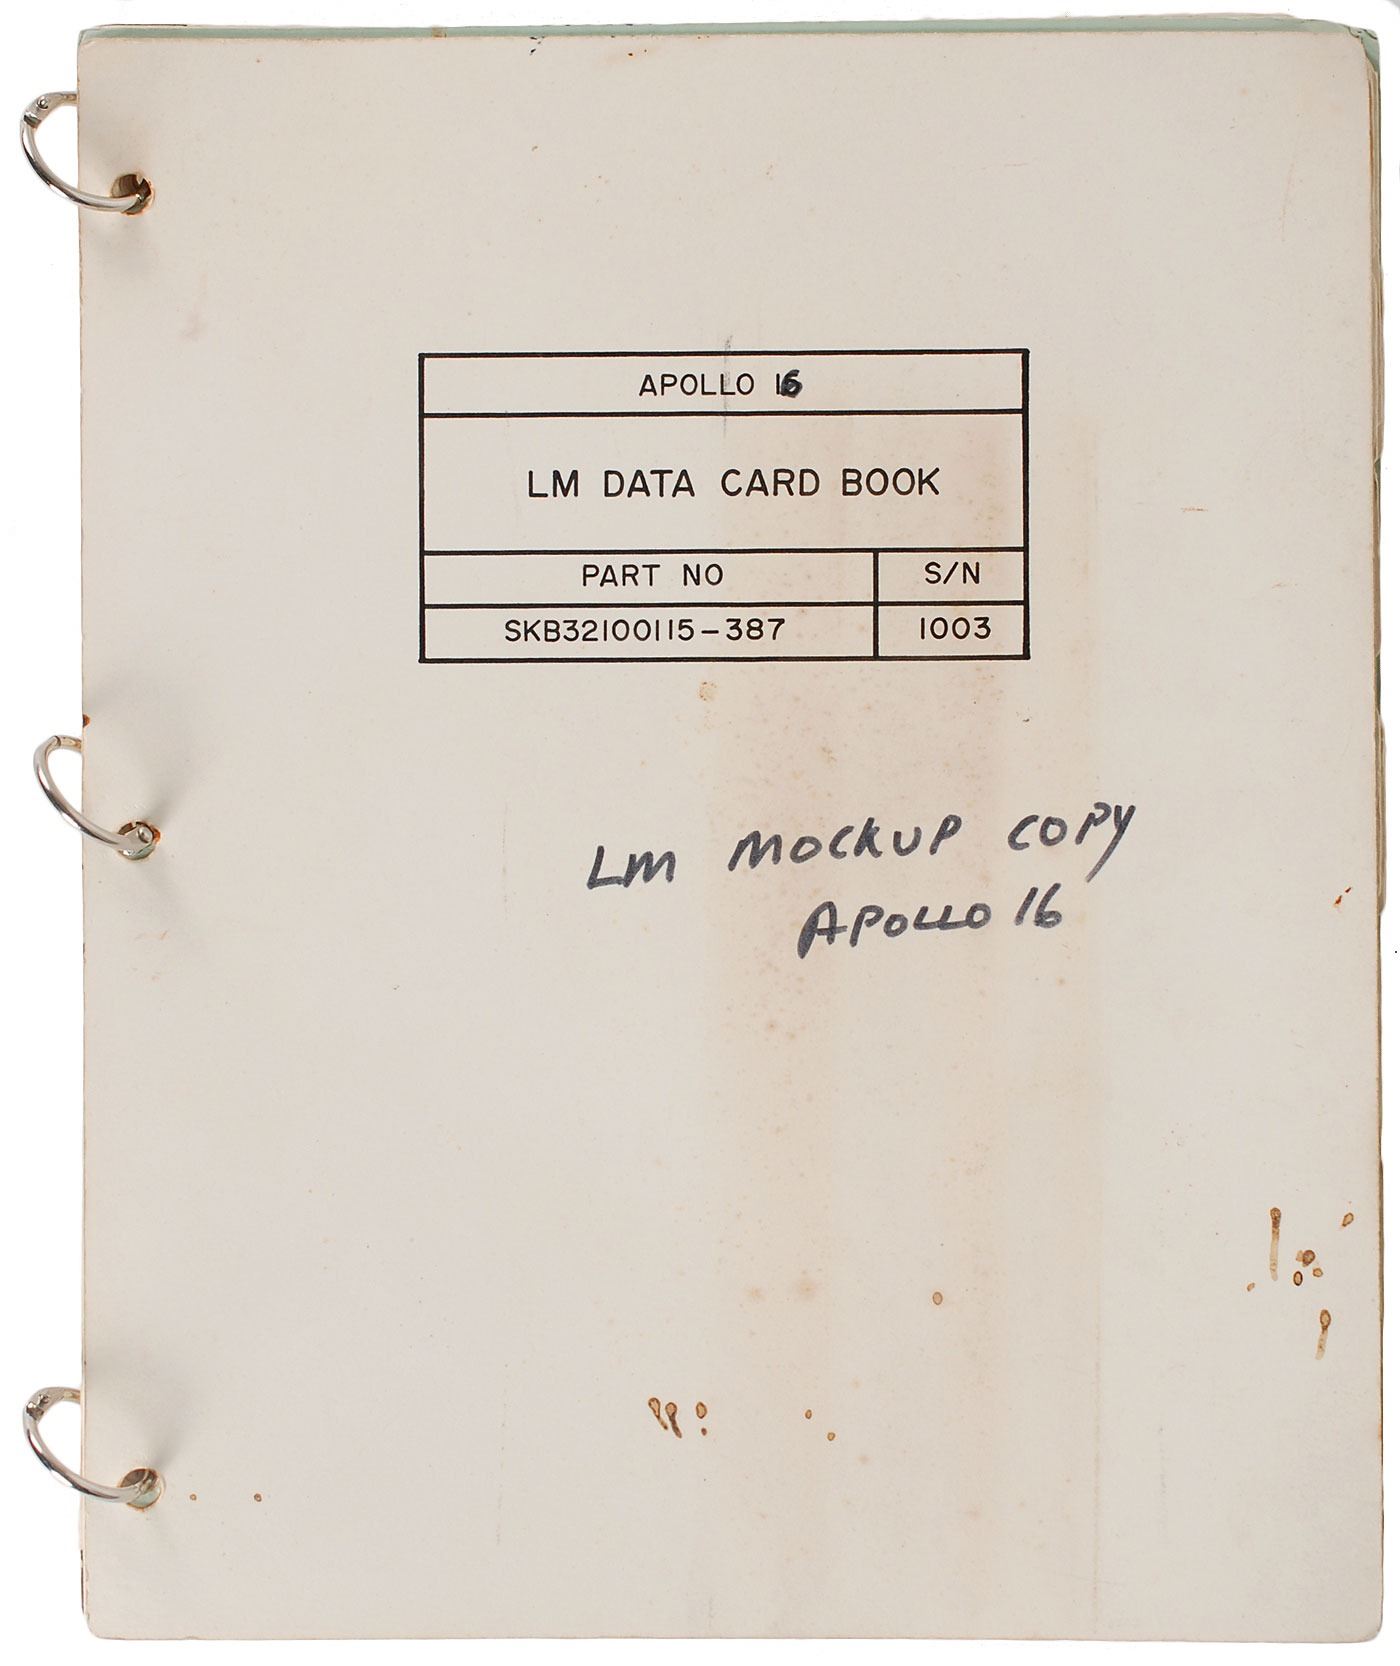 APOLLO 16
LM DATA CARD BOOK
PART NO
S/N
SKB32100115-387
1003
LM MOCKUP COPY
APOLLO 16